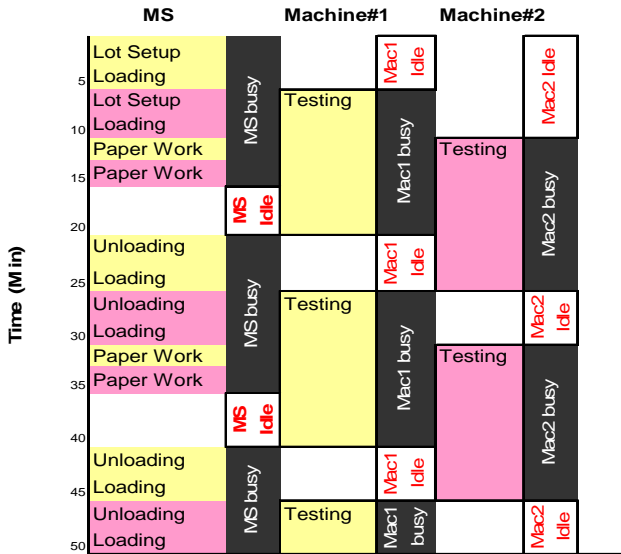 MS Machine#1 Machine#2
Time (Min)
Lot Setup
Loading
5
Lot Setup
Loading
10
Paper Work
Paper Work
15
20
Unloading
Loading
25
Unloading
Loading
30
Paper Work
Paper Work
35
40
Unloading
Loading
45
Unloading
Loading
50
MS busy
MS
Idle
MS busy
MS
Idle
MS busy
Testing
Testing
Testing
Mac1
Idle
Mac1 busy
Mac1
Idle
Mac1 busy
Mac1
Idle
Mac1
busy
Testing
Testing
Mac2 Idle
Mac2 busy
Mac2
Idle
Mac2 busy
Mac2
Idle